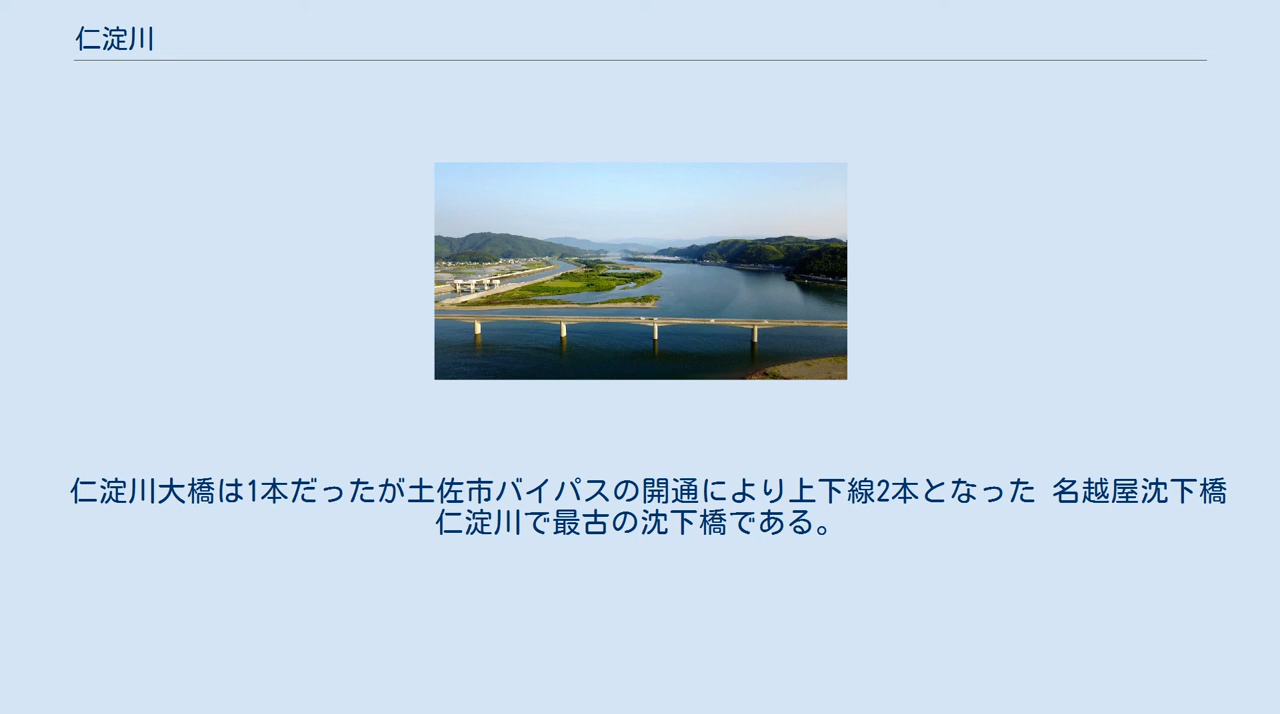 仁淀川
仁淀川大橋は1本だったが土佐市バイパスの開通により上下線2本となった 名越屋沈下橋
仁淀川で最古の沈下橋である。